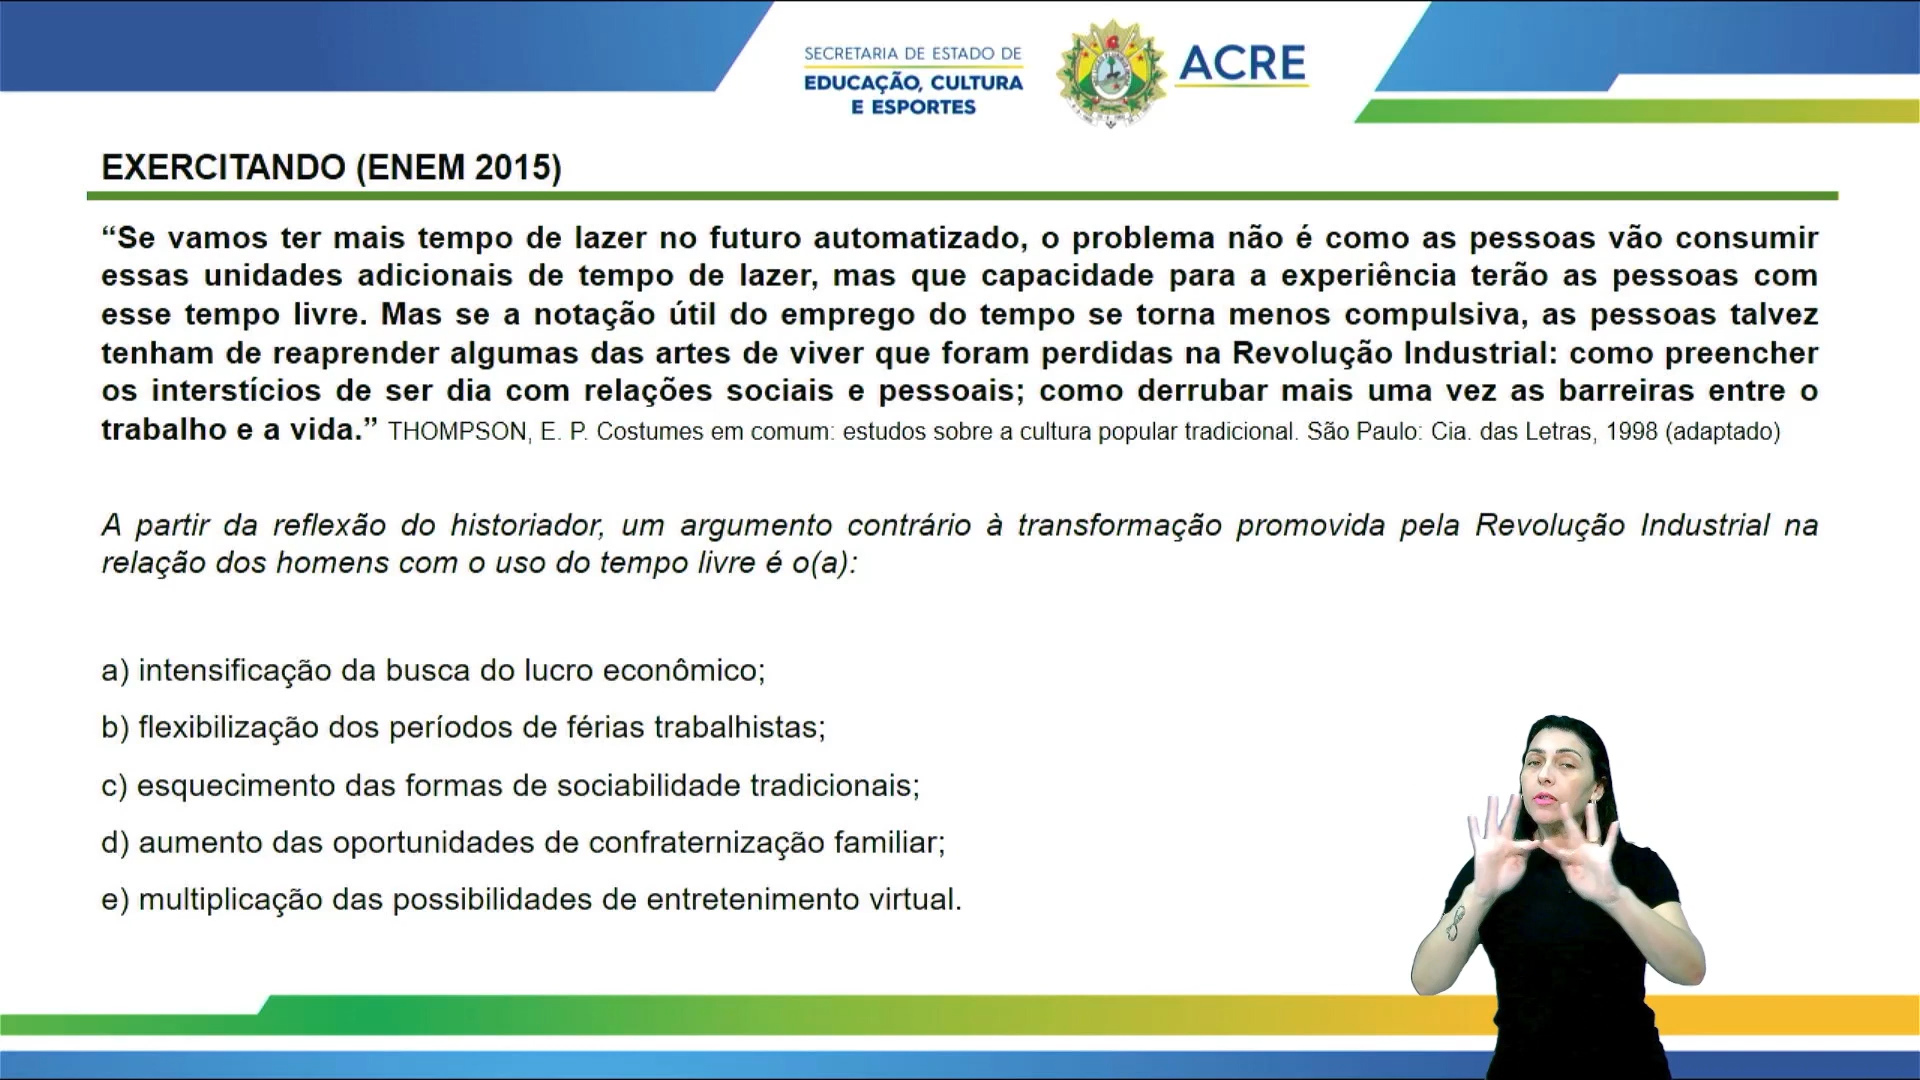 SECRETARIA DE ESTADO DE
EDUCAÇÃO, CULTURA
E ESPORTES
ACRE
EXERCITANDO (ENEM 2015)
“Se vamos ter mais tempo de lazer no futuro automatizado, o problema não é como as pessoas vão consumir
essas unidades adicionais de tempo de lazer, mas que capacidade para a experiência terão as pessoas com
esse tempo livre. Mas se a notação útil do emprego do tempo se torna menos compulsiva, as pessoas talvez
tenham de reaprender algumas das artes de viver que foram perdidas na Revolução Industrial: como preencher
os interstícios de ser dia com relações sociais e pessoais; como derrubar mais uma vez as barreiras entre o
trabalho e a vida.” THOMPSON, E. P. Costumes em comum: estudos sobre a cultura popular tradicional. São Paulo: Cia. das Letras, 1998 (adaptado)
A partir da reflexão do historiador, um argumento contrário à transformação promovida pela Revolução Industrial na
relação dos homens com o uso do tempo livre é o(a):
a) intensificação da busca do lucro econômico;
b) flexibilização dos períodos de férias trabalhistas;
c) esquecimento das formas de sociabilidade tradicionais;
d) aumento das oportunidades de confraternização familiar;
e) multiplicação das possibilidades de entretenimento virtual.